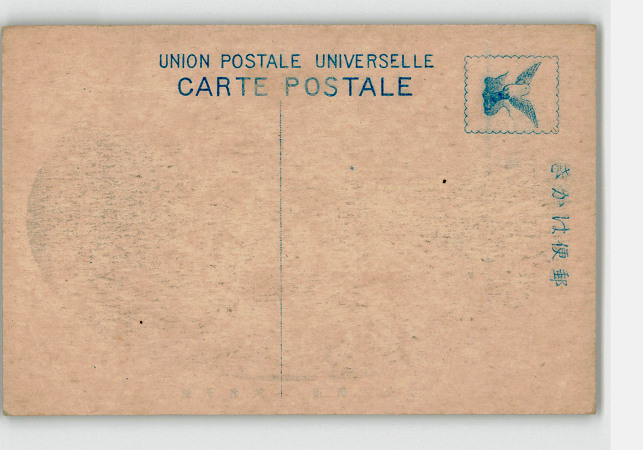 UNION POSTALE UNIVERSELLE
CARTE POSTALE
きかは便郵